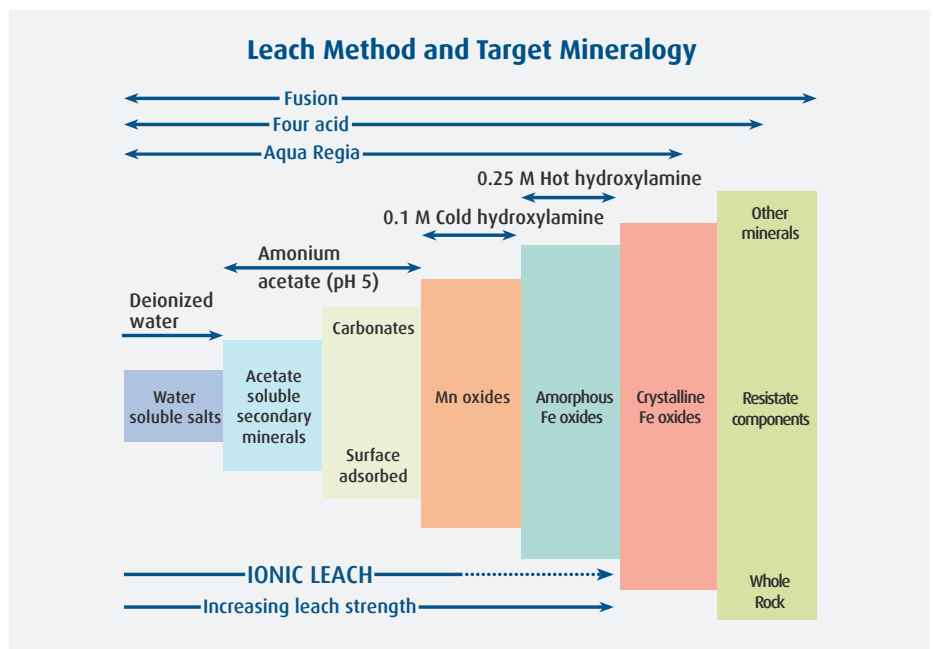 Leach Method and Target Mineralogy
Fusion
Four acid
Aqua Regia
0.25 M Hot hydroxylamine
0.1 M Cold hydroxylamine
Amonium
acetate (pH 5)
Deionized
water
Water
soluble salts
Acetate
soluble
secondary
minerals
Carbonates
Surface
adsorbed
Mn oxides
Amorphous
Fe oxides
Crystalline
Fe oxides
Other
minerals
Resistate
components
Whole
Rock
IONIC LEACH
Increasing leach strength